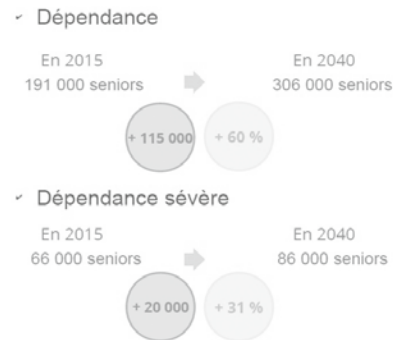 Dépendance
En 2015 En 2040
191 000 seniors 306 000 seniors
+ 115 000 + 60 %
Dépendance sévère
En 2015 En 2040
66 000 seniors 86 000 seniors
+ 20 000 + 31 %